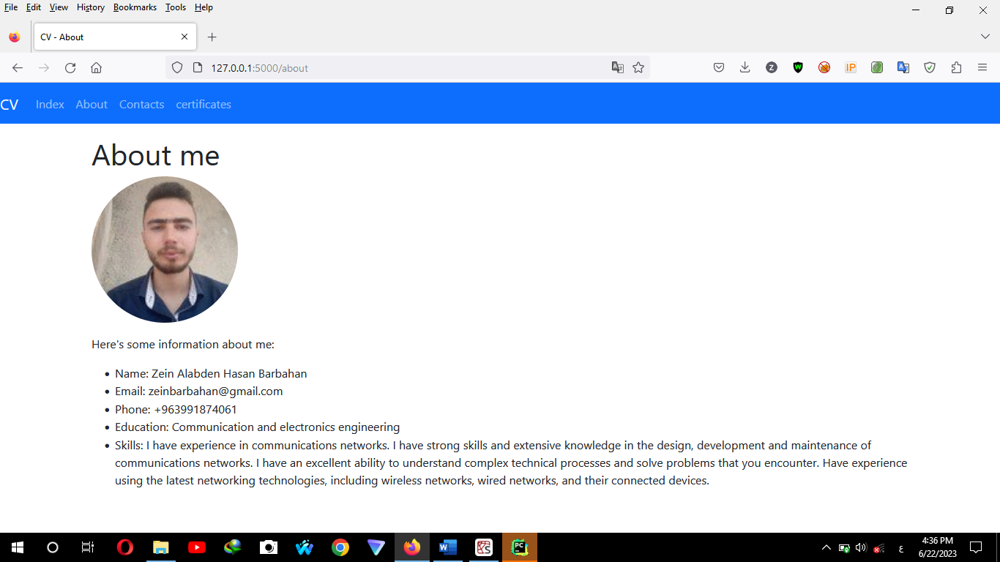 File Edit View History Bookmarks Tools Help
CV - About
127.0.0.1:5000/about
Z
W
IP
CV Index About Contacts certificates
About me
Here's some information about me:
Name: Zein Alabden Hasan Barbahan
Email: zeinbarbahan@gmail.com
Phone: +963991874061
Education: Communication and electronics engineering
Skills: I have experience in communications networks. I have strong skills and extensive knowledge in the design, development and maintenance of
communications networks. I have an excellent ability to understand complex technical processes and solve problems that you encounter. Have experience
using the latest networking technologies, including wireless networks, wired networks, and their connected devices.
PC
ع
4:36 PM
6/22/2023